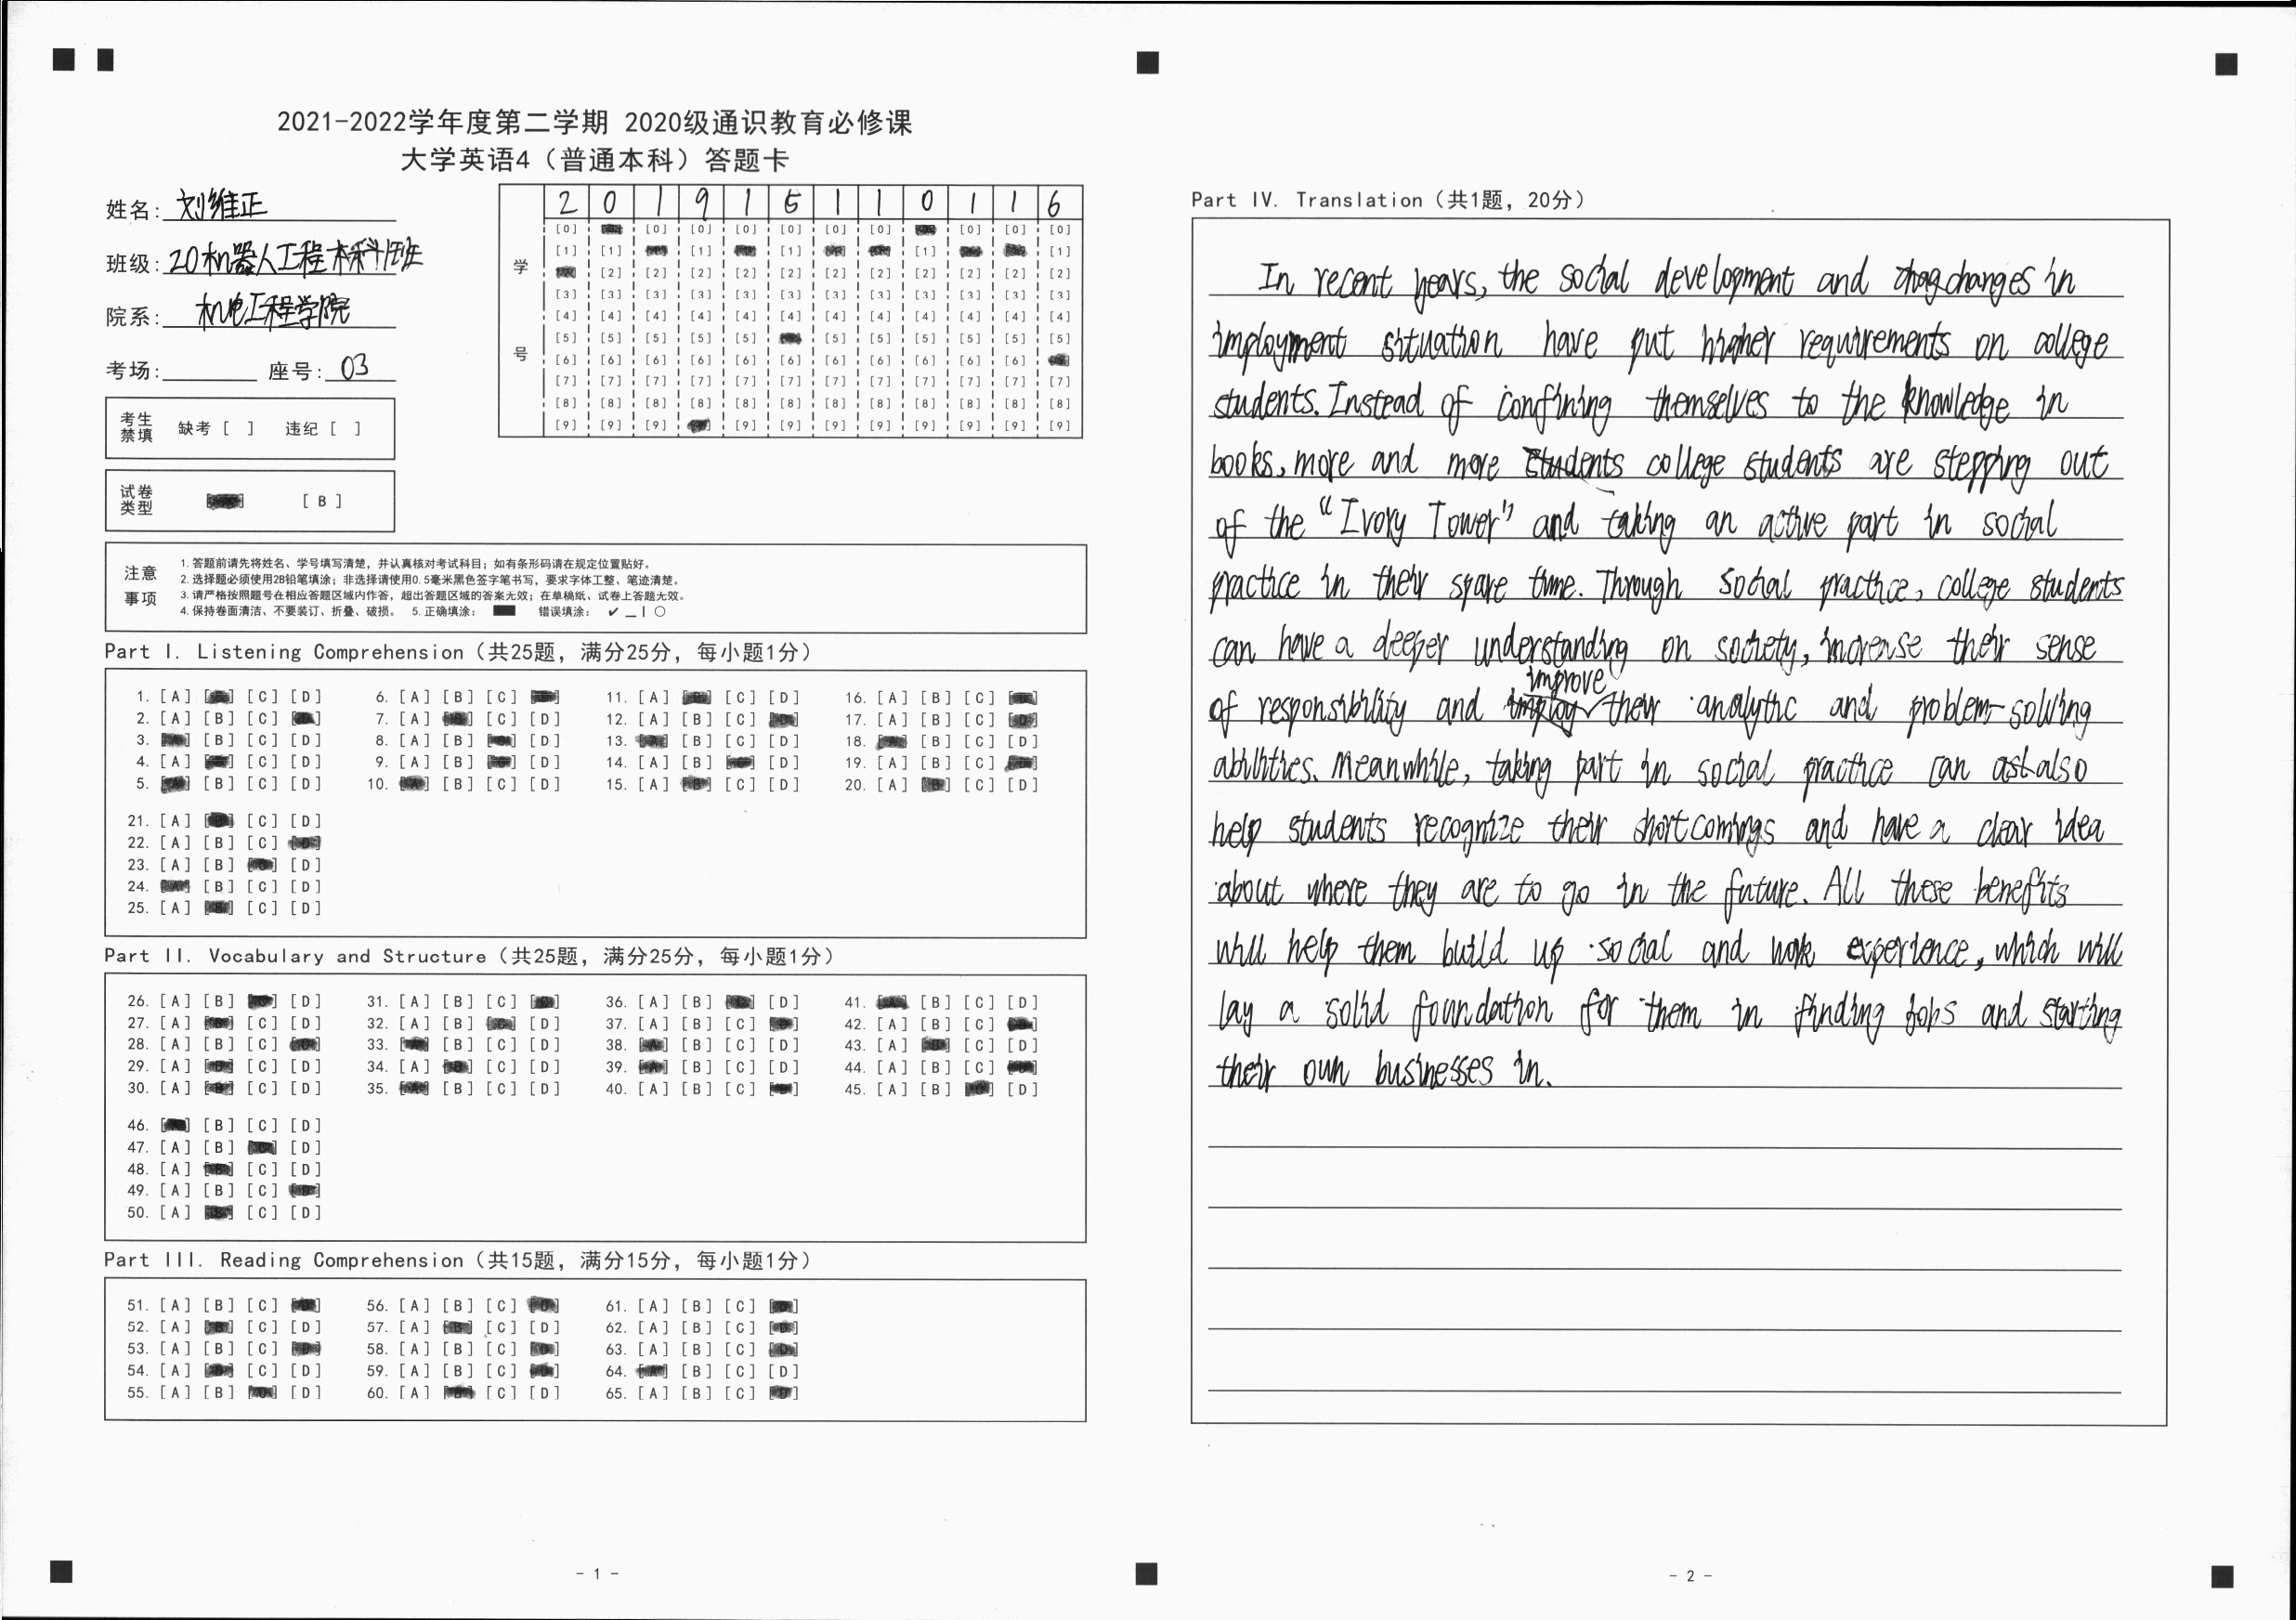 2021-2022学年度第二学期 2020级通识教育必修课
大学英语4（普通本科）答题卡
姓名: 刘维正
班级: 20机器人工程本科1班
院系: 机电工程学院
考场: 座号: 03
考生禁填 缺考 [ ] 违纪 [ ]
试卷类型 [ B ]
学号
2 0 1 9 1 5 1 1 0 1 1 6
[0] [0] [0] [0] [0] [0] [0] [0] [0] [0]
[1] [1] [1] [1] [1]
[2] [2] [2] [2] [2] [2] [2] [2] [2] [2] [2]
[3] [3] [3] [3] [3] [3] [3] [3] [3] [3] [3] [3]
[4] [4] [4] [4] [4] [4] [4] [4] [4] [4] [4] [4]
[5] [5] [5] [5] [5] [5] [5] [5] [5] [5] [5]
[6] [6] [6] [6] [6] [6] [6] [6] [6] [6] [6]
[7] [7] [7] [7] [7] [7] [7] [7] [7] [7] [7] [7]
[8] [8] [8] [8] [8] [8] [8] [8] [8] [8] [8] [8]
[9] [9] [9] [9] [9] [9] [9] [9] [9] [9] [9]
注意事项
1.答题前请先将姓名、学号填写清楚，并认真核对考试科目；如有条形码请在规定位置贴好。
2.选择题必须使用2B铅笔填涂；非选择请使用0.5毫米黑色签字笔书写，要求字体工整、笔迹清楚。
3.请严格按照题号在相应答题区域内作答，超出答题区域的答案无效；在草稿纸、试卷上答题无效。
4.保持卷面清洁、不要装订、折叠、破损。 5.正确填涂： 错误填涂： ✓ — | ○
Part I. Listening Comprehension（共25题，满分25分，每小题1分）
1. [A] [C] [D] 6. [A] [B] [C] 11. [A] [C] [D] 16. [A] [B] [C]
2. [A] [B] [C] 7. [A] [C] [D] 12. [A] [B] [C] 17. [A] [B] [C]
3. [B] [C] [D] 8. [A] [B] [D] 13. [B] [C] [D] 18. [B] [C] [D]
4. [A] [C] [D] 9. [A] [B] [D] 14. [A] [B] [D] 19. [A] [B] [C]
5. [B] [C] [D] 10. [B] [C] [D] 15. [A] [C] [D] 20. [A] [C] [D]
21. [A] [C] [D]
22. [A] [B] [C]
23. [A] [B] [D]
24. [B] [C] [D]
25. [A] [C] [D]
Part II. Vocabulary and Structure（共25题，满分25分，每小题1分）
26. [A] [B] [D] 31. [A] [B] [C] 36. [A] [B] [D] 41. [B] [C] [D]
27. [A] [C] [D] 32. [A] [B] [D] 37. [A] [B] [C] 42. [A] [B] [C]
28. [A] [B] [C] 33. [B] [C] [D] 38. [B] [C] [D] 43. [A] [C] [D]
29. [A] [C] [D] 34. [A] [C] [D] 39. [B] [C] [D] 44. [A] [B] [C]
30. [A] [C] [D] 35. [B] [C] [D] 40. [A] [B] [C] 45. [A] [B] [D]
46. [B] [C] [D]
47. [A] [B] [D]
48. [A] [C] [D]
49. [A] [B] [C]
50. [A] [C] [D]
Part III. Reading Comprehension（共15题，满分15分，每小题1分）
51. [A] [B] [C] 56. [A] [B] [C] 61. [A] [B] [C]
52. [A] [C] [D] 57. [A] [C] [D] 62. [A] [B] [C]
53. [A] [B] [C] 58. [A] [B] [C] 63. [A] [B] [C]
54. [A] [C] [D] 59. [A] [B] [C] 64. [B] [C] [D]
55. [A] [B] [D] 60. [A] [C] [D] 65. [A] [B] [C]
- 1 -
Part IV. Translation（共1题，20分）
In recent years, the social development and changes in
imployment situation have put higher requirements on college
students. Instead of confining themselves to the knowledge in
books, more and more college students are stepping out
of the "Ivory Tower" and taking an active part in social
practice in their spare time. Through social practice, college students
can have a deeper understanding on society, increase their sense
of responsibility and improve their analytic and problem-solving
abilities. Meanwhile, taking part in social practice can also
help students recognize their shortcomings and have a clear idea
about where they are to go in the future. All these benefits
will help them build up social and work experience, which will
lay a solid foundation for them in finding jobs and starting
their own businesses in.
- 2 -